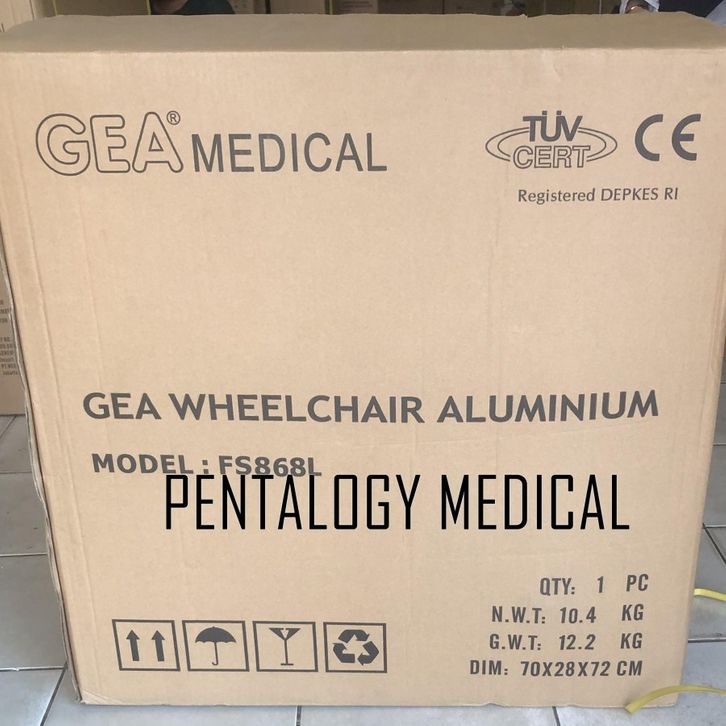 GEA® MEDICAL
TÜV
CERT
CE
Registered DEPKES RI
GEA WHEELCHAIR ALUMINIUM
MODEL : FS868L
PENTALOGY MEDICAL
QTY: 1 PC
N.W.T: 10.4 KG
G.W.T: 12.2 KG
DIM: 70X28X72 CM